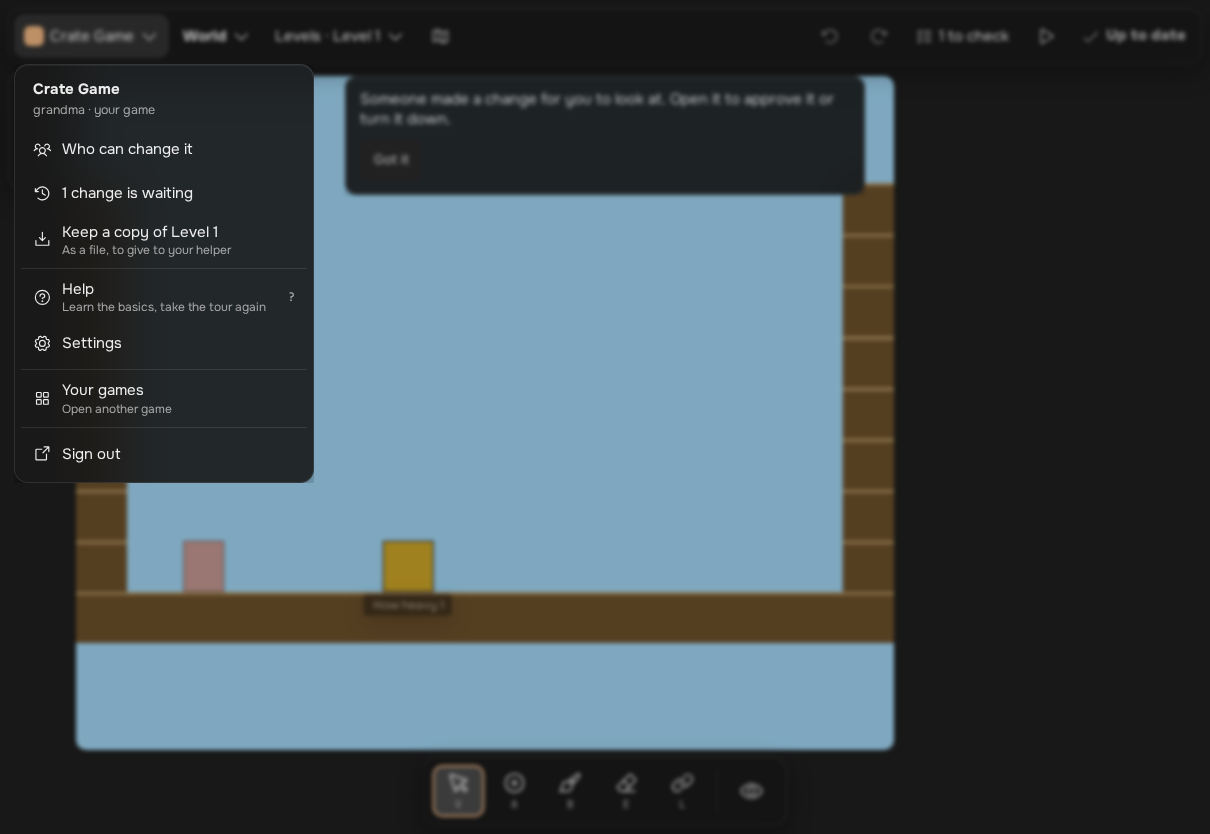 Crate Game
World
Levels · Level 1
1 to check
Up to date
Crate Game
grandma · your game
Who can change it
1 change is waiting
Keep a copy of Level 1
As a file, to give to your helper
Help
Learn the basics, take the tour again
?
Settings
Your games
Open another game
Sign out
Someone made a change for you to look at. Open it to approve it or
turn it down.
Got it
How heavy 1
A
B
E
L